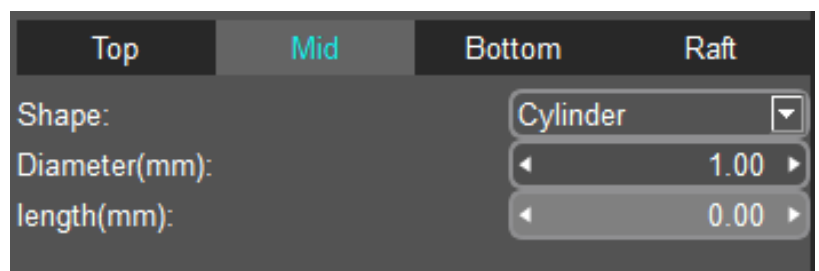 Top Mid Bottom Raft
Shape: Cylinder
Diameter(mm): 1.00
length(mm): 0.00